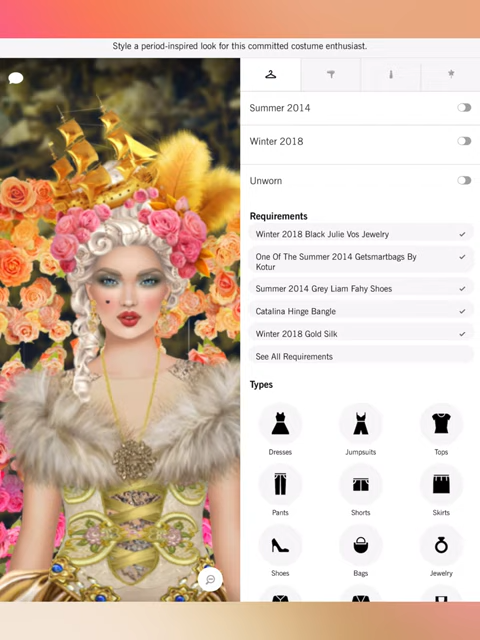 Style a period-inspired look for this committed costume enthusiast.
Summer 2014
Winter 2018
Unworn
Requirements
Winter 2018 Black Julie Vos Jewelry
One Of The Summer 2014 Getsmartbags By
Kotur
Summer 2014 Grey Liam Fahy Shoes
Catalina Hinge Bangle
Winter 2018 Gold Silk
See All Requirements
Types
Dresses
Jumpsuits
Tops
Pants
Shorts
Skirts
Shoes
Bags
Jewelry